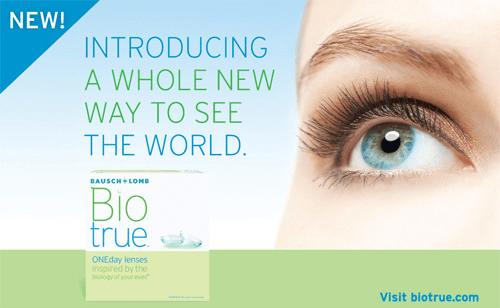 NEW!
INTRODUCING
A WHOLE NEW
WAY TO SEE
THE WORLD.
BAUSCH + LOMB
Bio
true™
ONEday lenses
inspired by the
biology of your eyes®
Visit biotrue.com